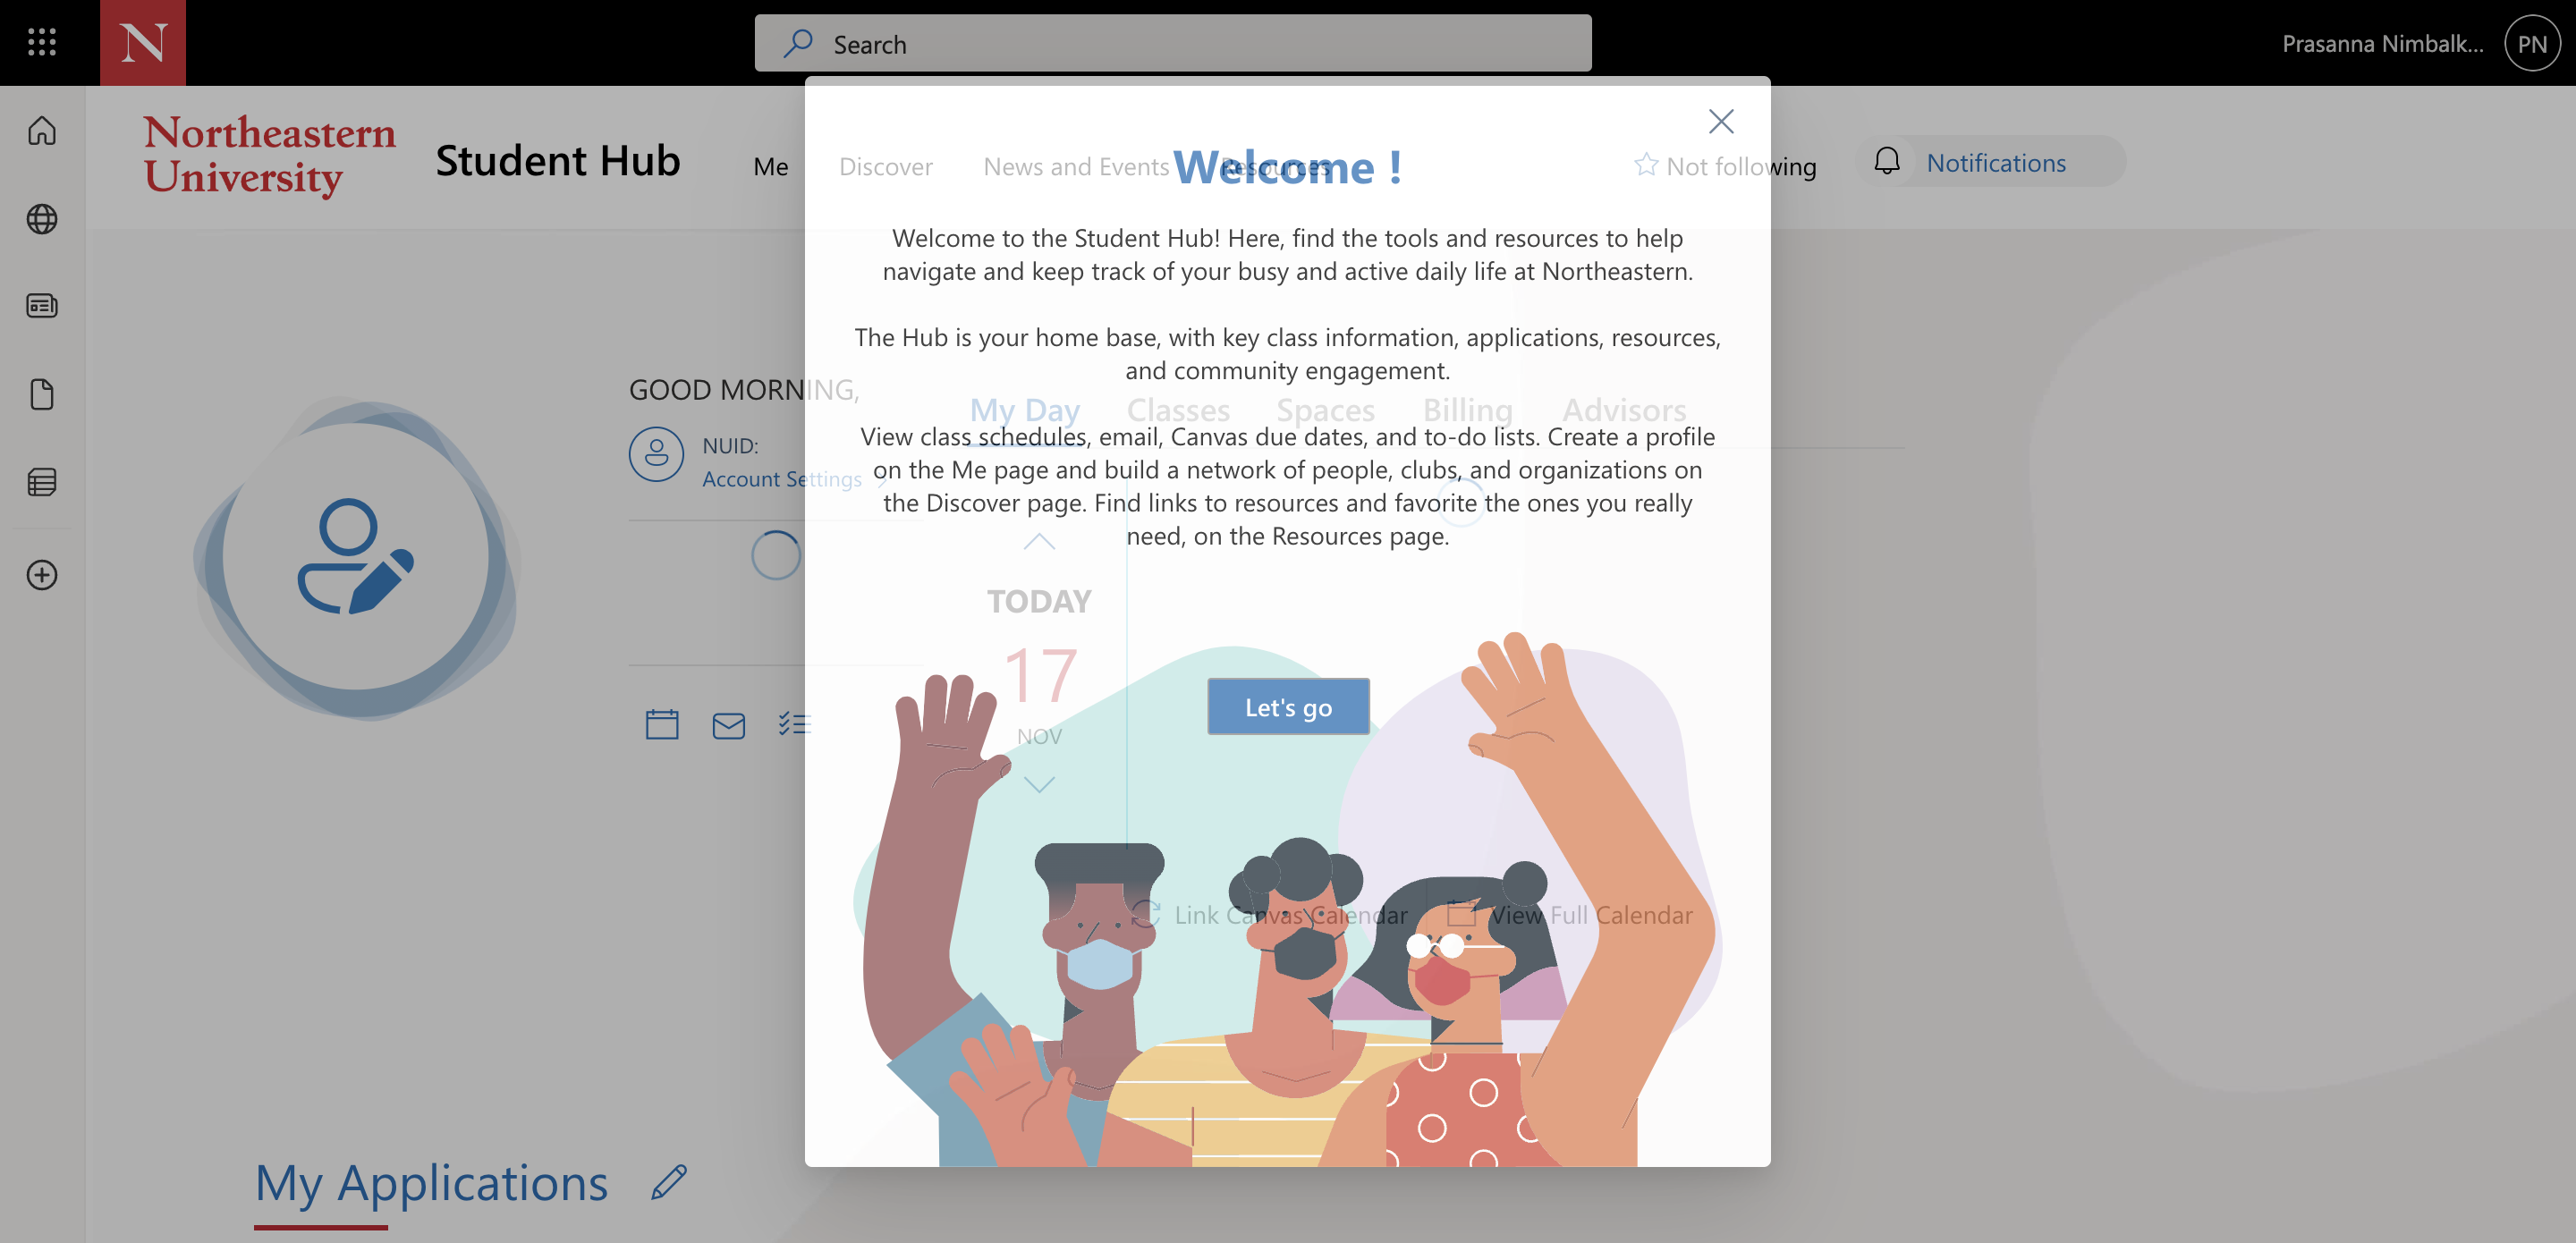 N
Search
Prasanna Nimbalk...
PN
Northeastern
University
Student Hub
Me
Discover
News and Events
Resources
Not following
Notifications
Welcome !
Welcome to the Student Hub! Here, find the tools and resources to help
navigate and keep track of your busy and active daily life at Northeastern.
The Hub is your home base, with key class information, applications, resources,
and community engagement.
View class schedules, email, Canvas due dates, and to-do lists. Create a profile
on the Me page and build a network of people, clubs, and organizations on
the Discover page. Find links to resources and favorite the ones you really
need, on the Resources page.
Let's go
GOOD MORNING,
NUID:
Account Settings
My Day
Classes
Spaces
Billing
Advisors
TODAY
17
NOV
Link Canvas Calendar
View Full Calendar
My Applications